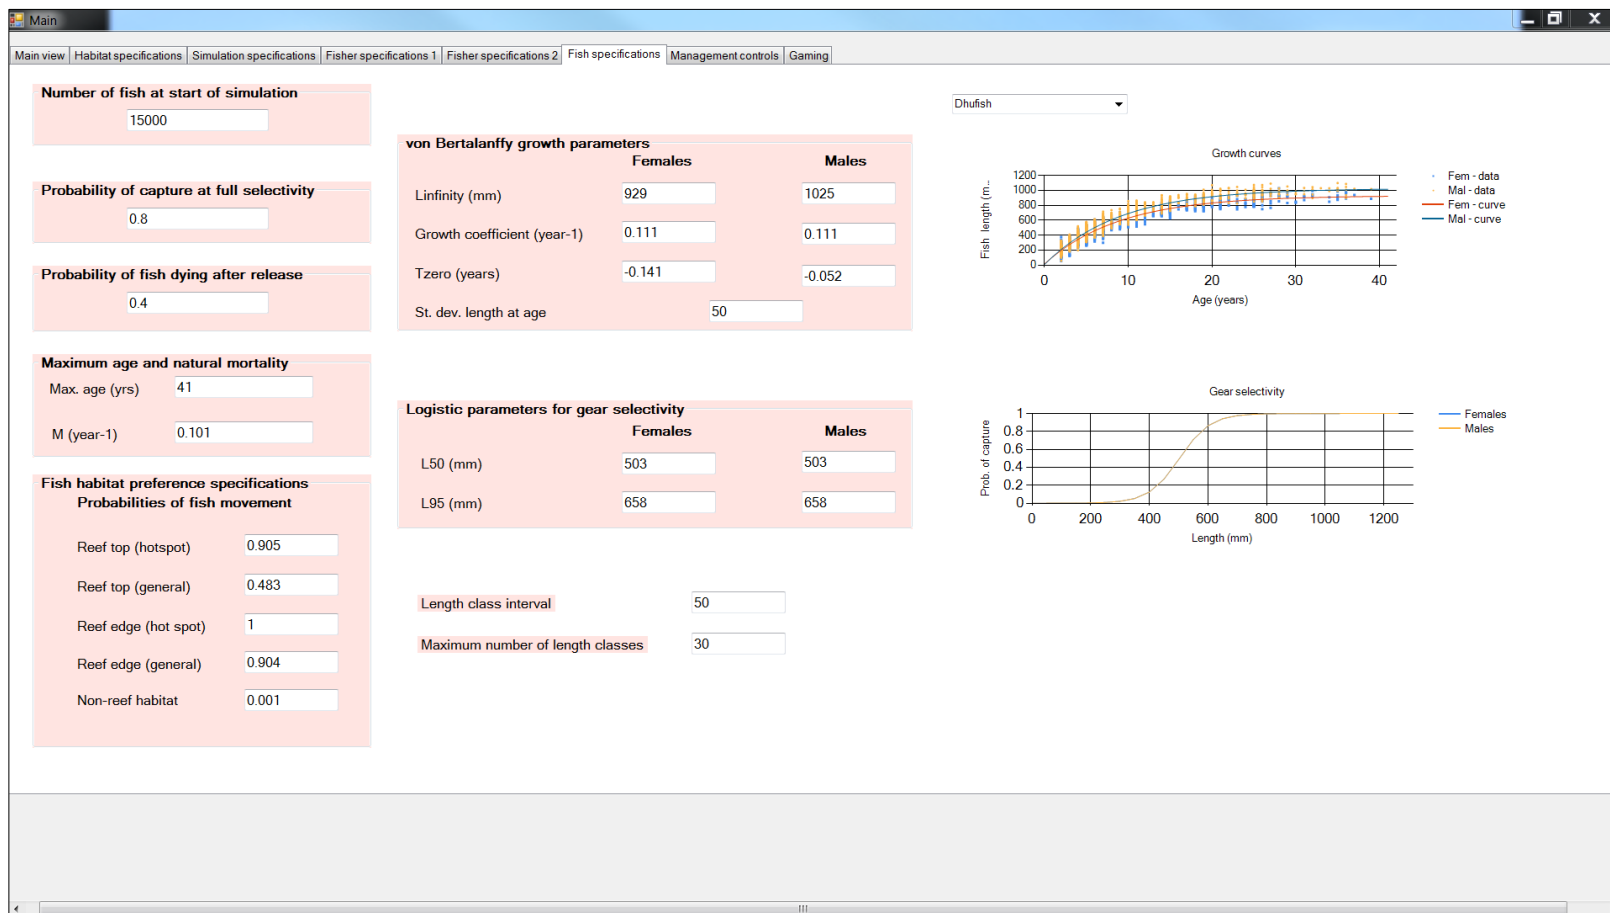 Main
Main view Habitat specifications Simulation specifications Fisher specifications 1 Fisher specifications 2 Fish specifications Management controls Gaming
Number of fish at start of simulation
15000
Probability of capture at full selectivity
0.8
Probability of fish dying after release
0.4
Maximum age and natural mortality
Max. age (yrs) 41
M (year-1) 0.101
Fish habitat preference specifications
Probabilities of fish movement
Reef top (hotspot) 0.905
Reef top (general) 0.483
Reef edge (hot spot) 1
Reef edge (general) 0.904
Non-reef habitat 0.001
von Bertalanffy growth parameters
Females Males
Linfinity (mm) 929 1025
Growth coefficient (year-1) 0.111 0.111
Tzero (years) -0.141 -0.052
St. dev. length at age 50
Logistic parameters for gear selectivity
Females Males
L50 (mm) 503 503
L95 (mm) 658 658
Length class interval 50
Maximum number of length classes 30
Dhufish
Growth curves
Fish length (m...
1200
1000
800
600
400
200
0
0 10 20 30 40
Age (years)
Fem - data
Mal - data
Fem - curve
Mal - curve
Gear selectivity
Prob. of capture
1
0.8
0.6
0.4
0.2
0
0 200 400 600 800 1000 1200
Length (mm)
Females
Males